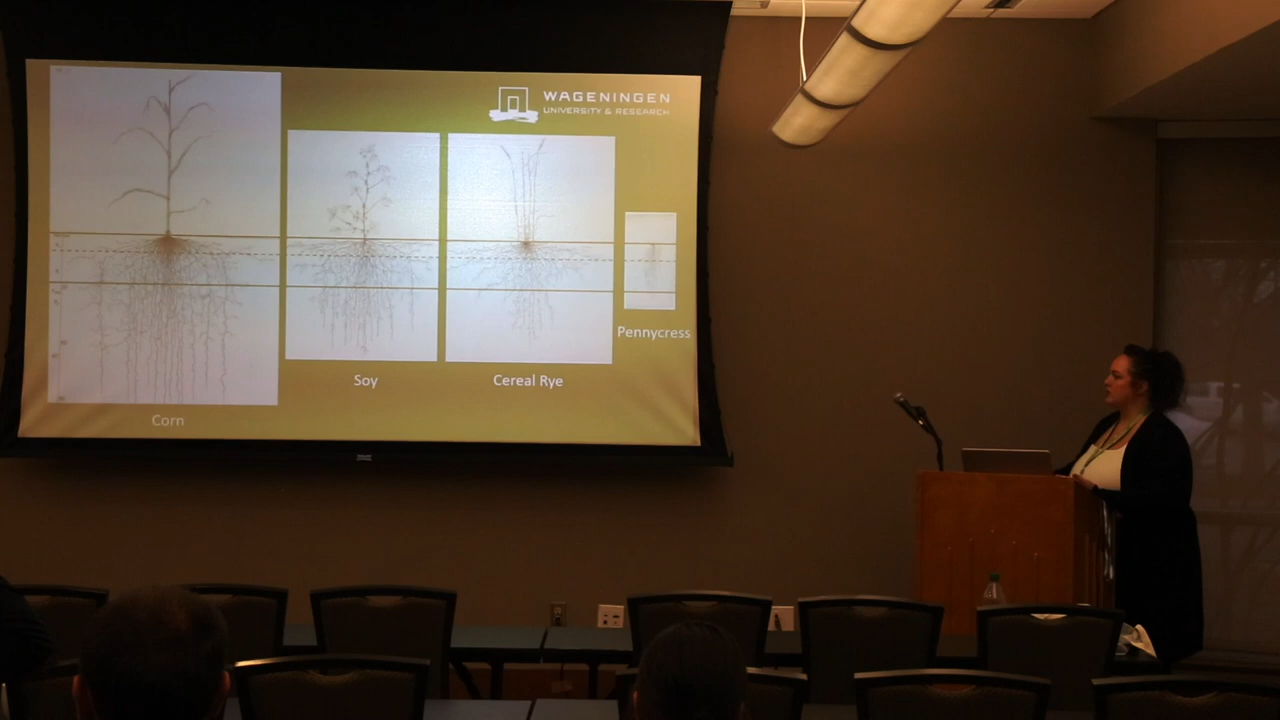 WAGENINGEN
UNIVERSITY & RESEARCH
Pennycress
Soy
Cereal Rye
Corn